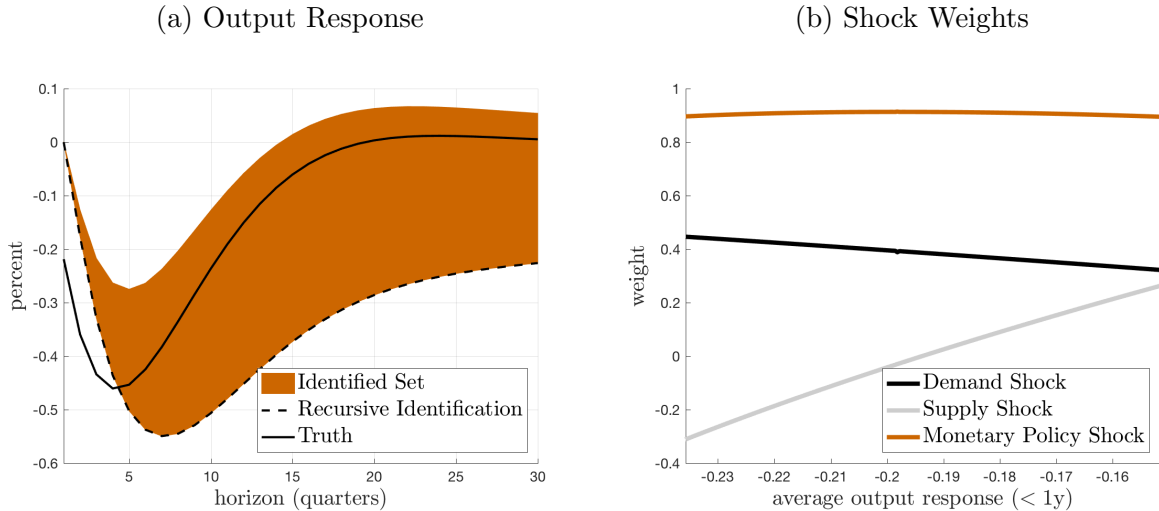 (a) Output Response
0.1
0
-0.1
-0.2
-0.3
-0.4
-0.5
-0.6
percent
Identified Set
Recursive Identification
Truth
5
10
15
20
25
30
horizon (quarters)
(b) Shock Weights
1
0.8
0.6
0.4
0.2
0
-0.2
-0.4
weight
Demand Shock
Supply Shock
Monetary Policy Shock
-0.23
-0.22
-0.21
-0.2
-0.19
-0.18
-0.17
-0.16
average output response (< 1y)